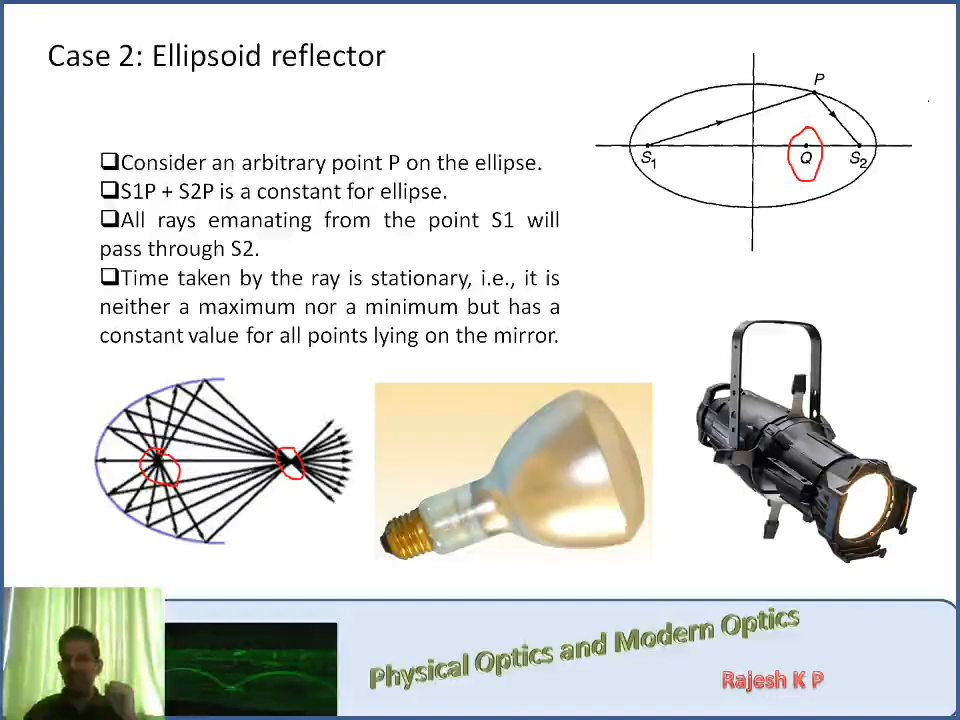 Case 2: Ellipsoid reflector
P
S1
Q
S2
❑Consider an arbitrary point P on the ellipse.
❑S1P + S2P is a constant for ellipse.
❑All rays emanating from the point S1 will
pass through S2.
❑Time taken by the ray is stationary, i.e., it is
neither a maximum nor a minimum but has a
constant value for all points lying on the mirror.
Physical Optics and Modern Optics
Rajesh K P